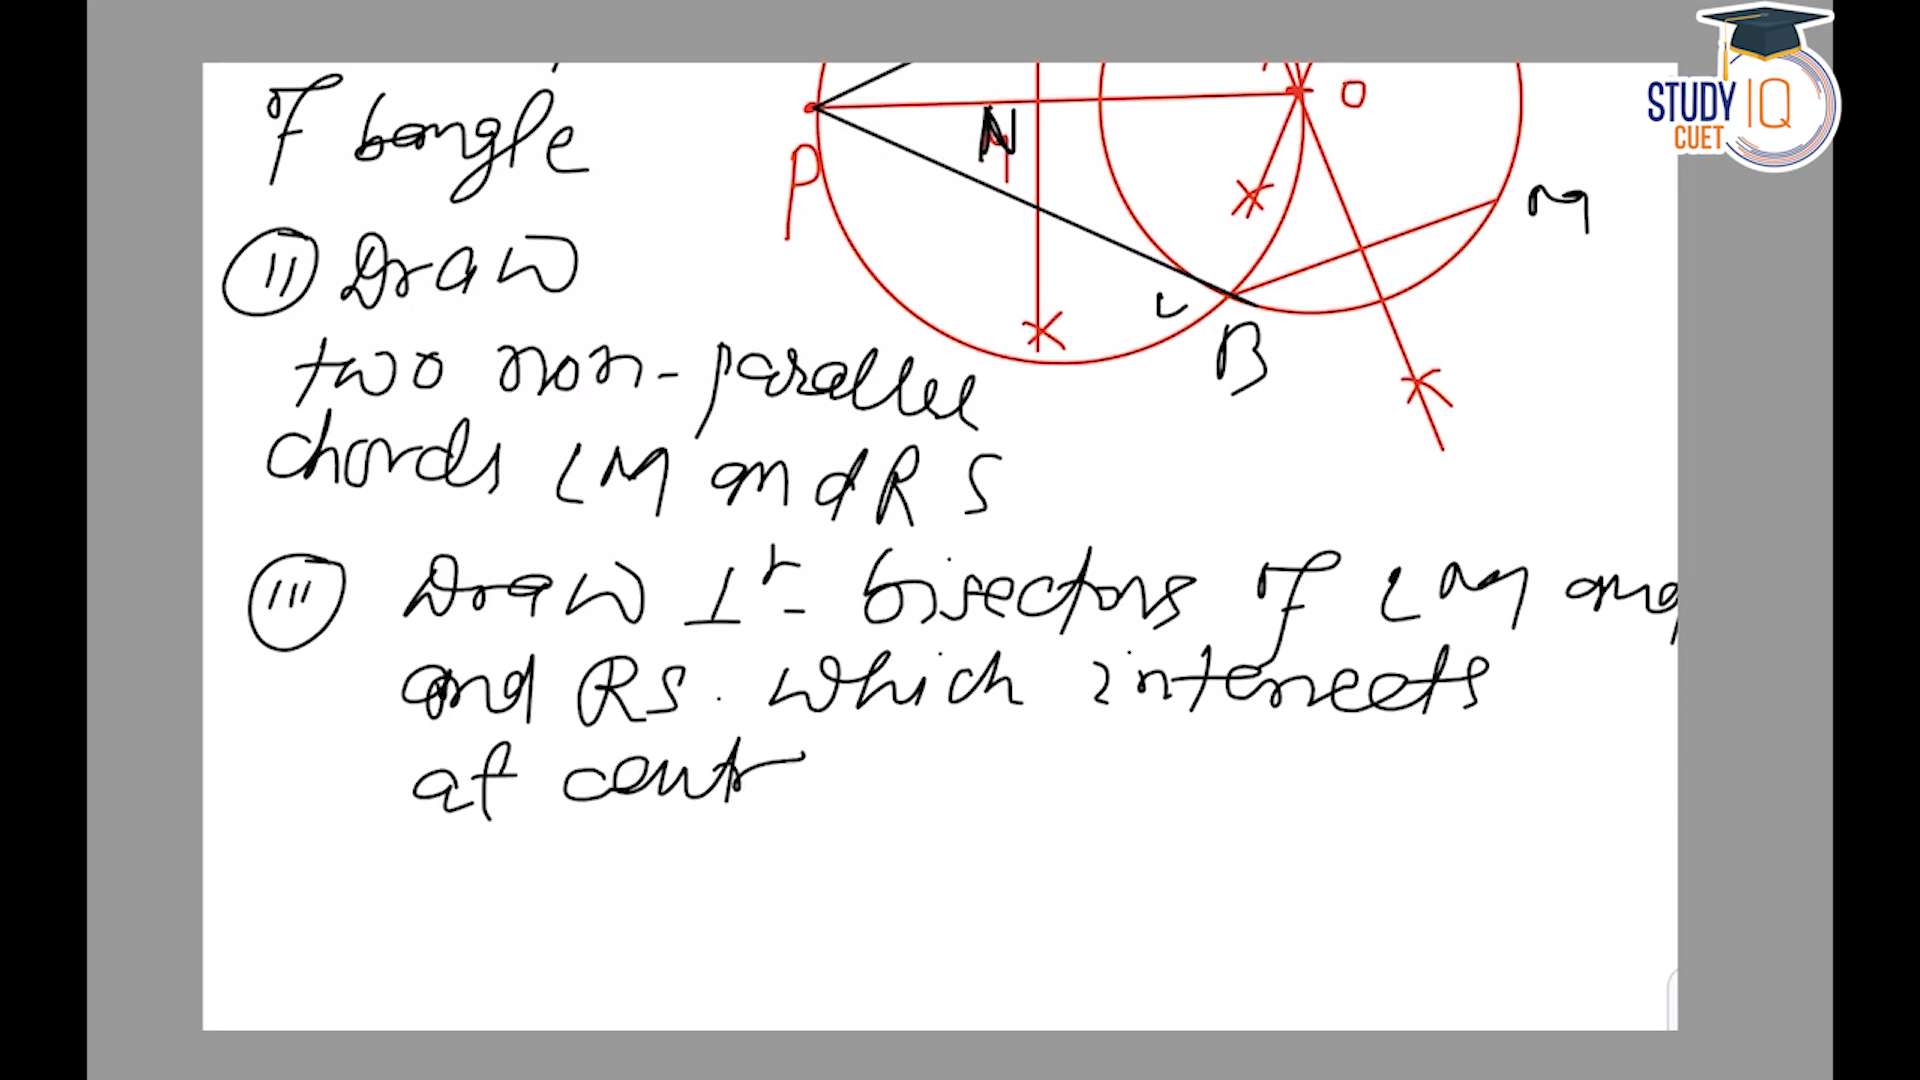 of bangle
(ii) Draw
two non-parallel
chords LM and RS
(iii) Draw ⊥r- bisectors of LM and
and RS. which intersects
at centr
P
N
O
M
L
B
STUDY IQ
CUET